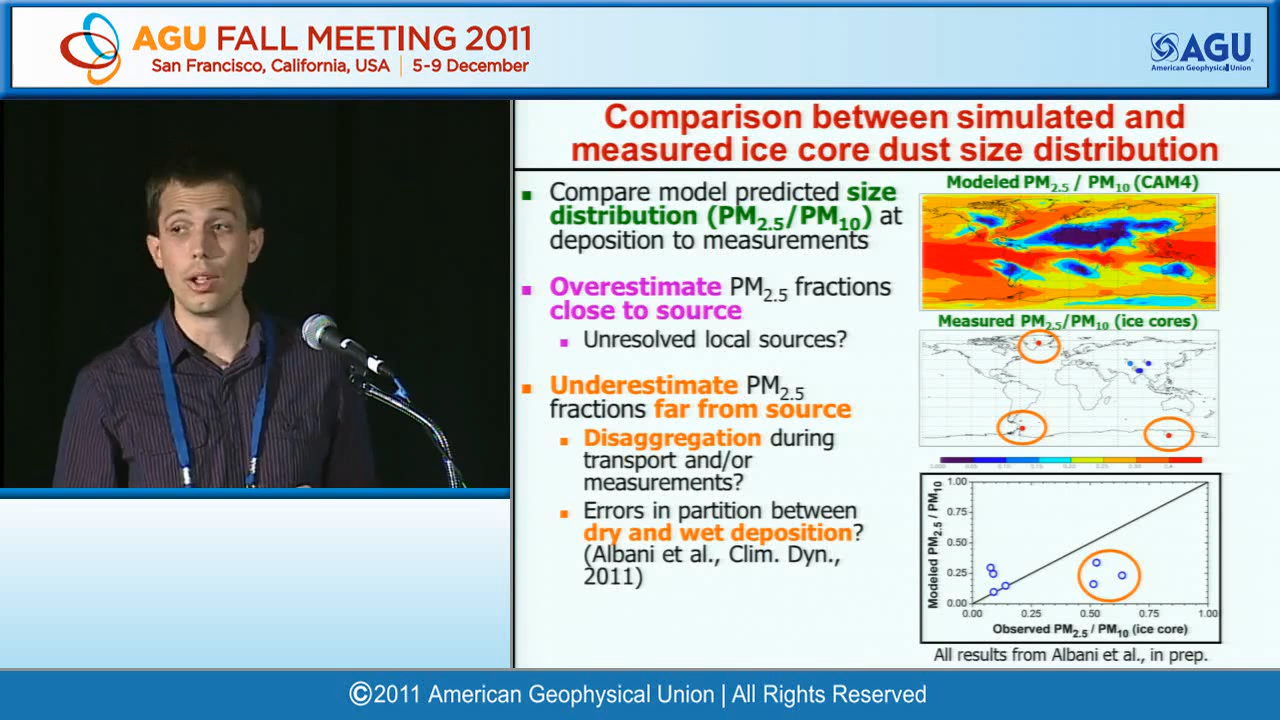 AGU FALL MEETING 2011
San Francisco, California, USA | 5-9 December
AGU
American Geophysical Union
Comparison between simulated and
measured ice core dust size distribution
Compare model predicted size
distribution (PM2.5/PM10) at
deposition to measurements
Overestimate PM2.5 fractions
close to source
Unresolved local sources?
Underestimate PM2.5
fractions far from source
Disaggregation during
transport and/or
measurements?
Errors in partition between
dry and wet deposition?
(Albani et al., Clim. Dyn.,
2011)
Modeled PM2.5 / PM10 (CAM4)
Measured PM2.5/PM10 (ice cores)
Modeled PM2.5 / PM10
1.00
0.75
0.50
0.25
0.00
0.00 0.25 0.50 0.75 1.00
Observed PM2.5 / PM10 (ice core)
All results from Albani et al., in prep.
©2011 American Geophysical Union | All Rights Reserved